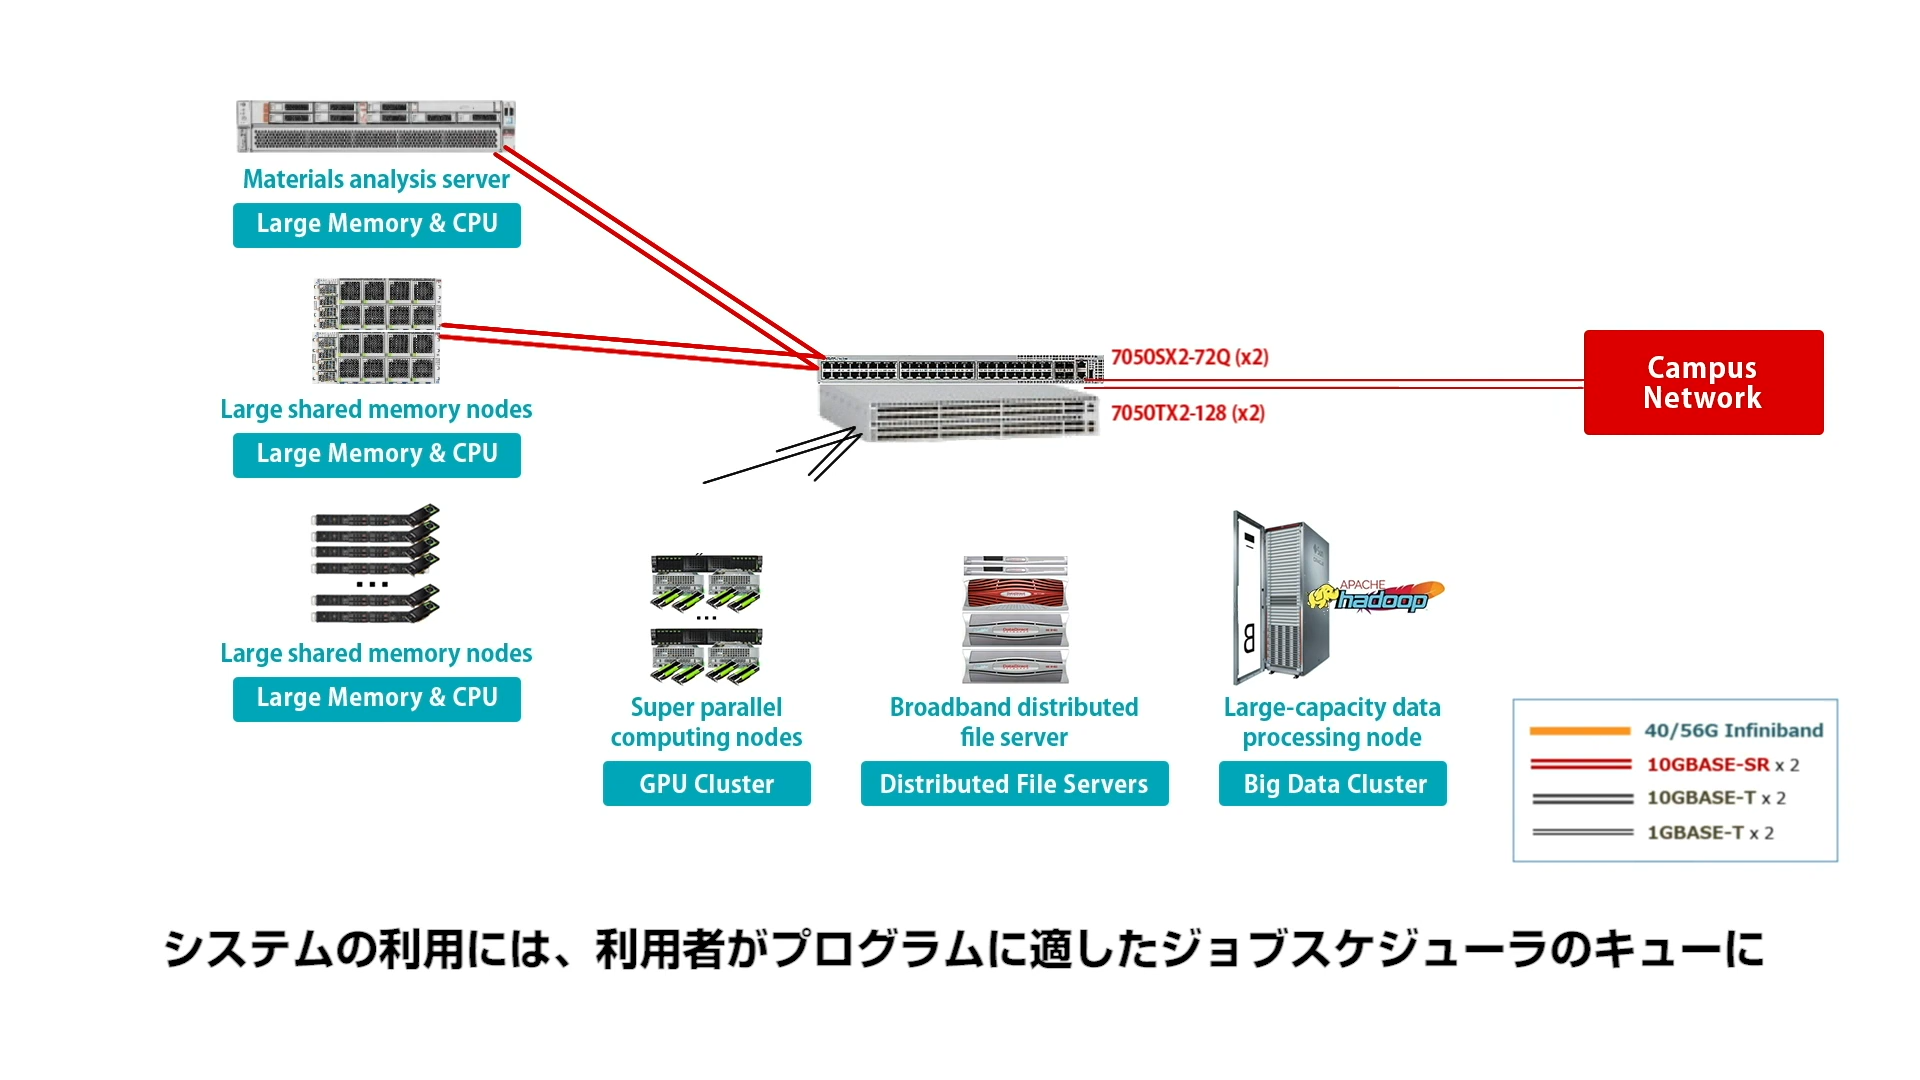 Materials analysis server
Large Memory & CPU
Large shared memory nodes
Large Memory & CPU
Large shared memory nodes
Large Memory & CPU
7050SX2-72Q (x2)
7050TX2-128 (x2)
Campus
Network
Super parallel
computing nodes
GPU Cluster
Broadband distributed
file server
Distributed File Servers
APACHE
hadoop
Large-capacity data
processing node
Big Data Cluster
40/56G Infiniband
10GBASE-SR x 2
10GBASE-T x 2
1GBASE-T x 2
システムの利用には、利用者がプログラムに適したジョブスケジューラのキューに